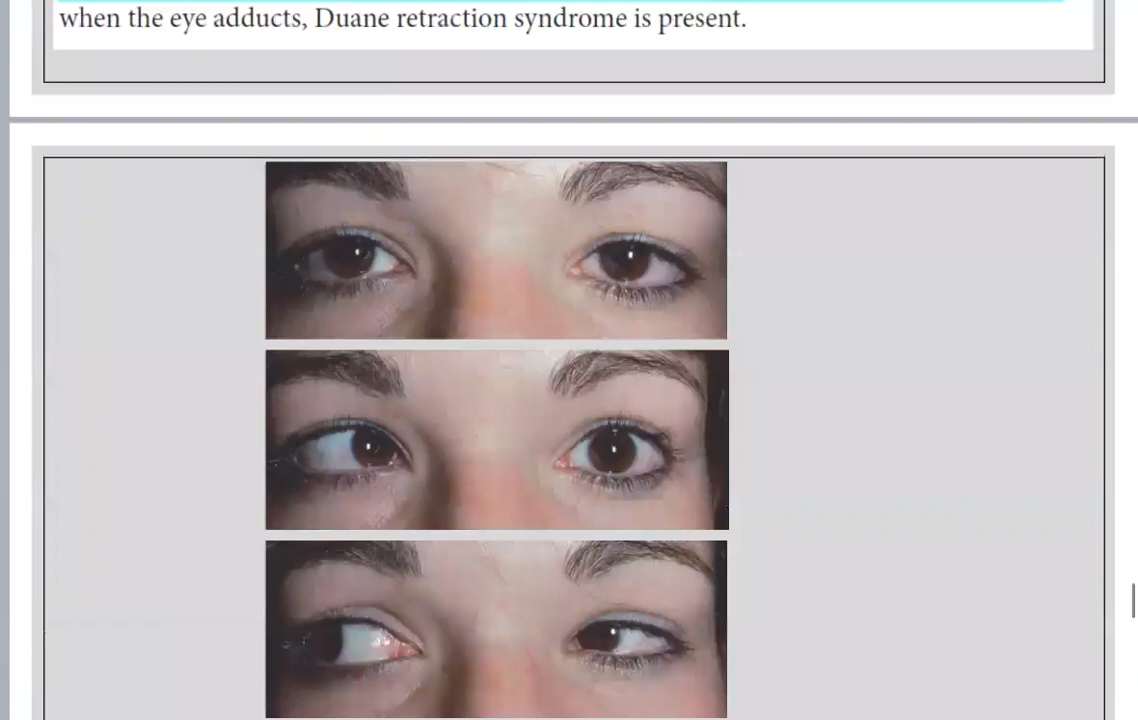 when the eye adducts, Duane retraction syndrome is present.